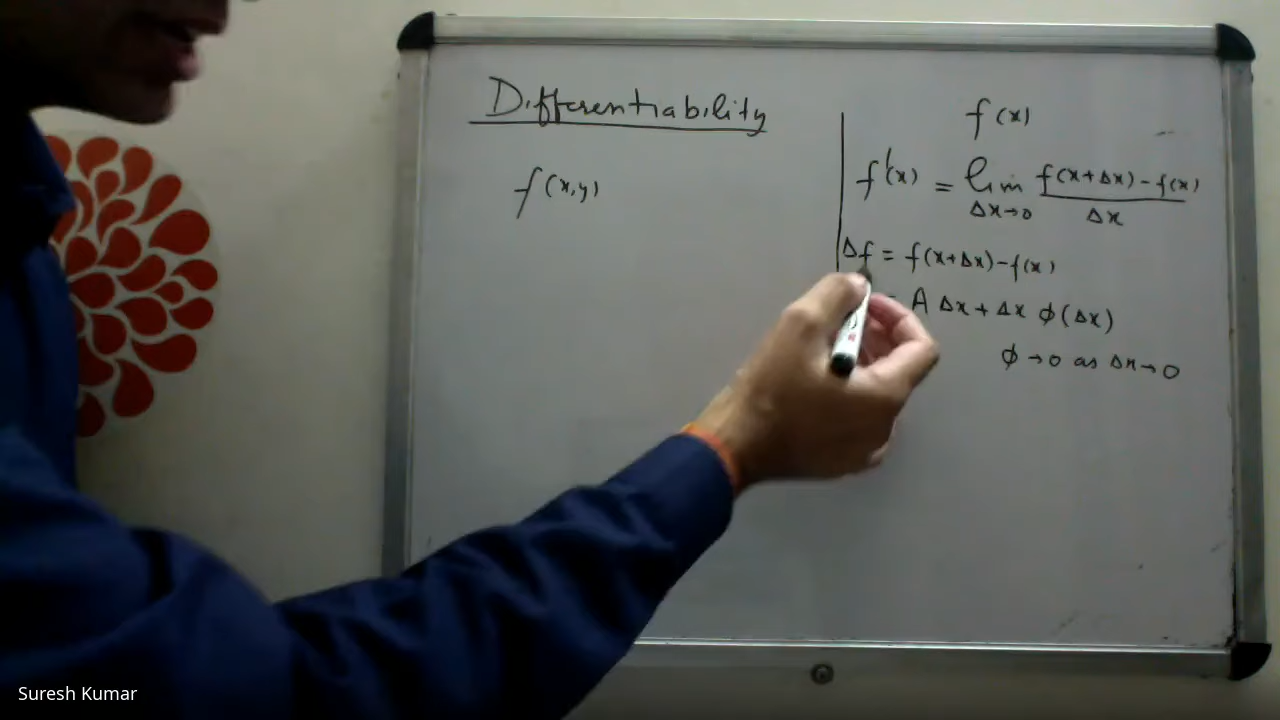 Differentiability
f(x,y)
f(x)
f'(x) = lim Δx→0 f(x+Δx)-f(x) / Δx
Δf = f(x+Δx)-f(x)
= A Δx + Δx ϕ(Δx)
ϕ→0 as Δx→0
Suresh Kumar